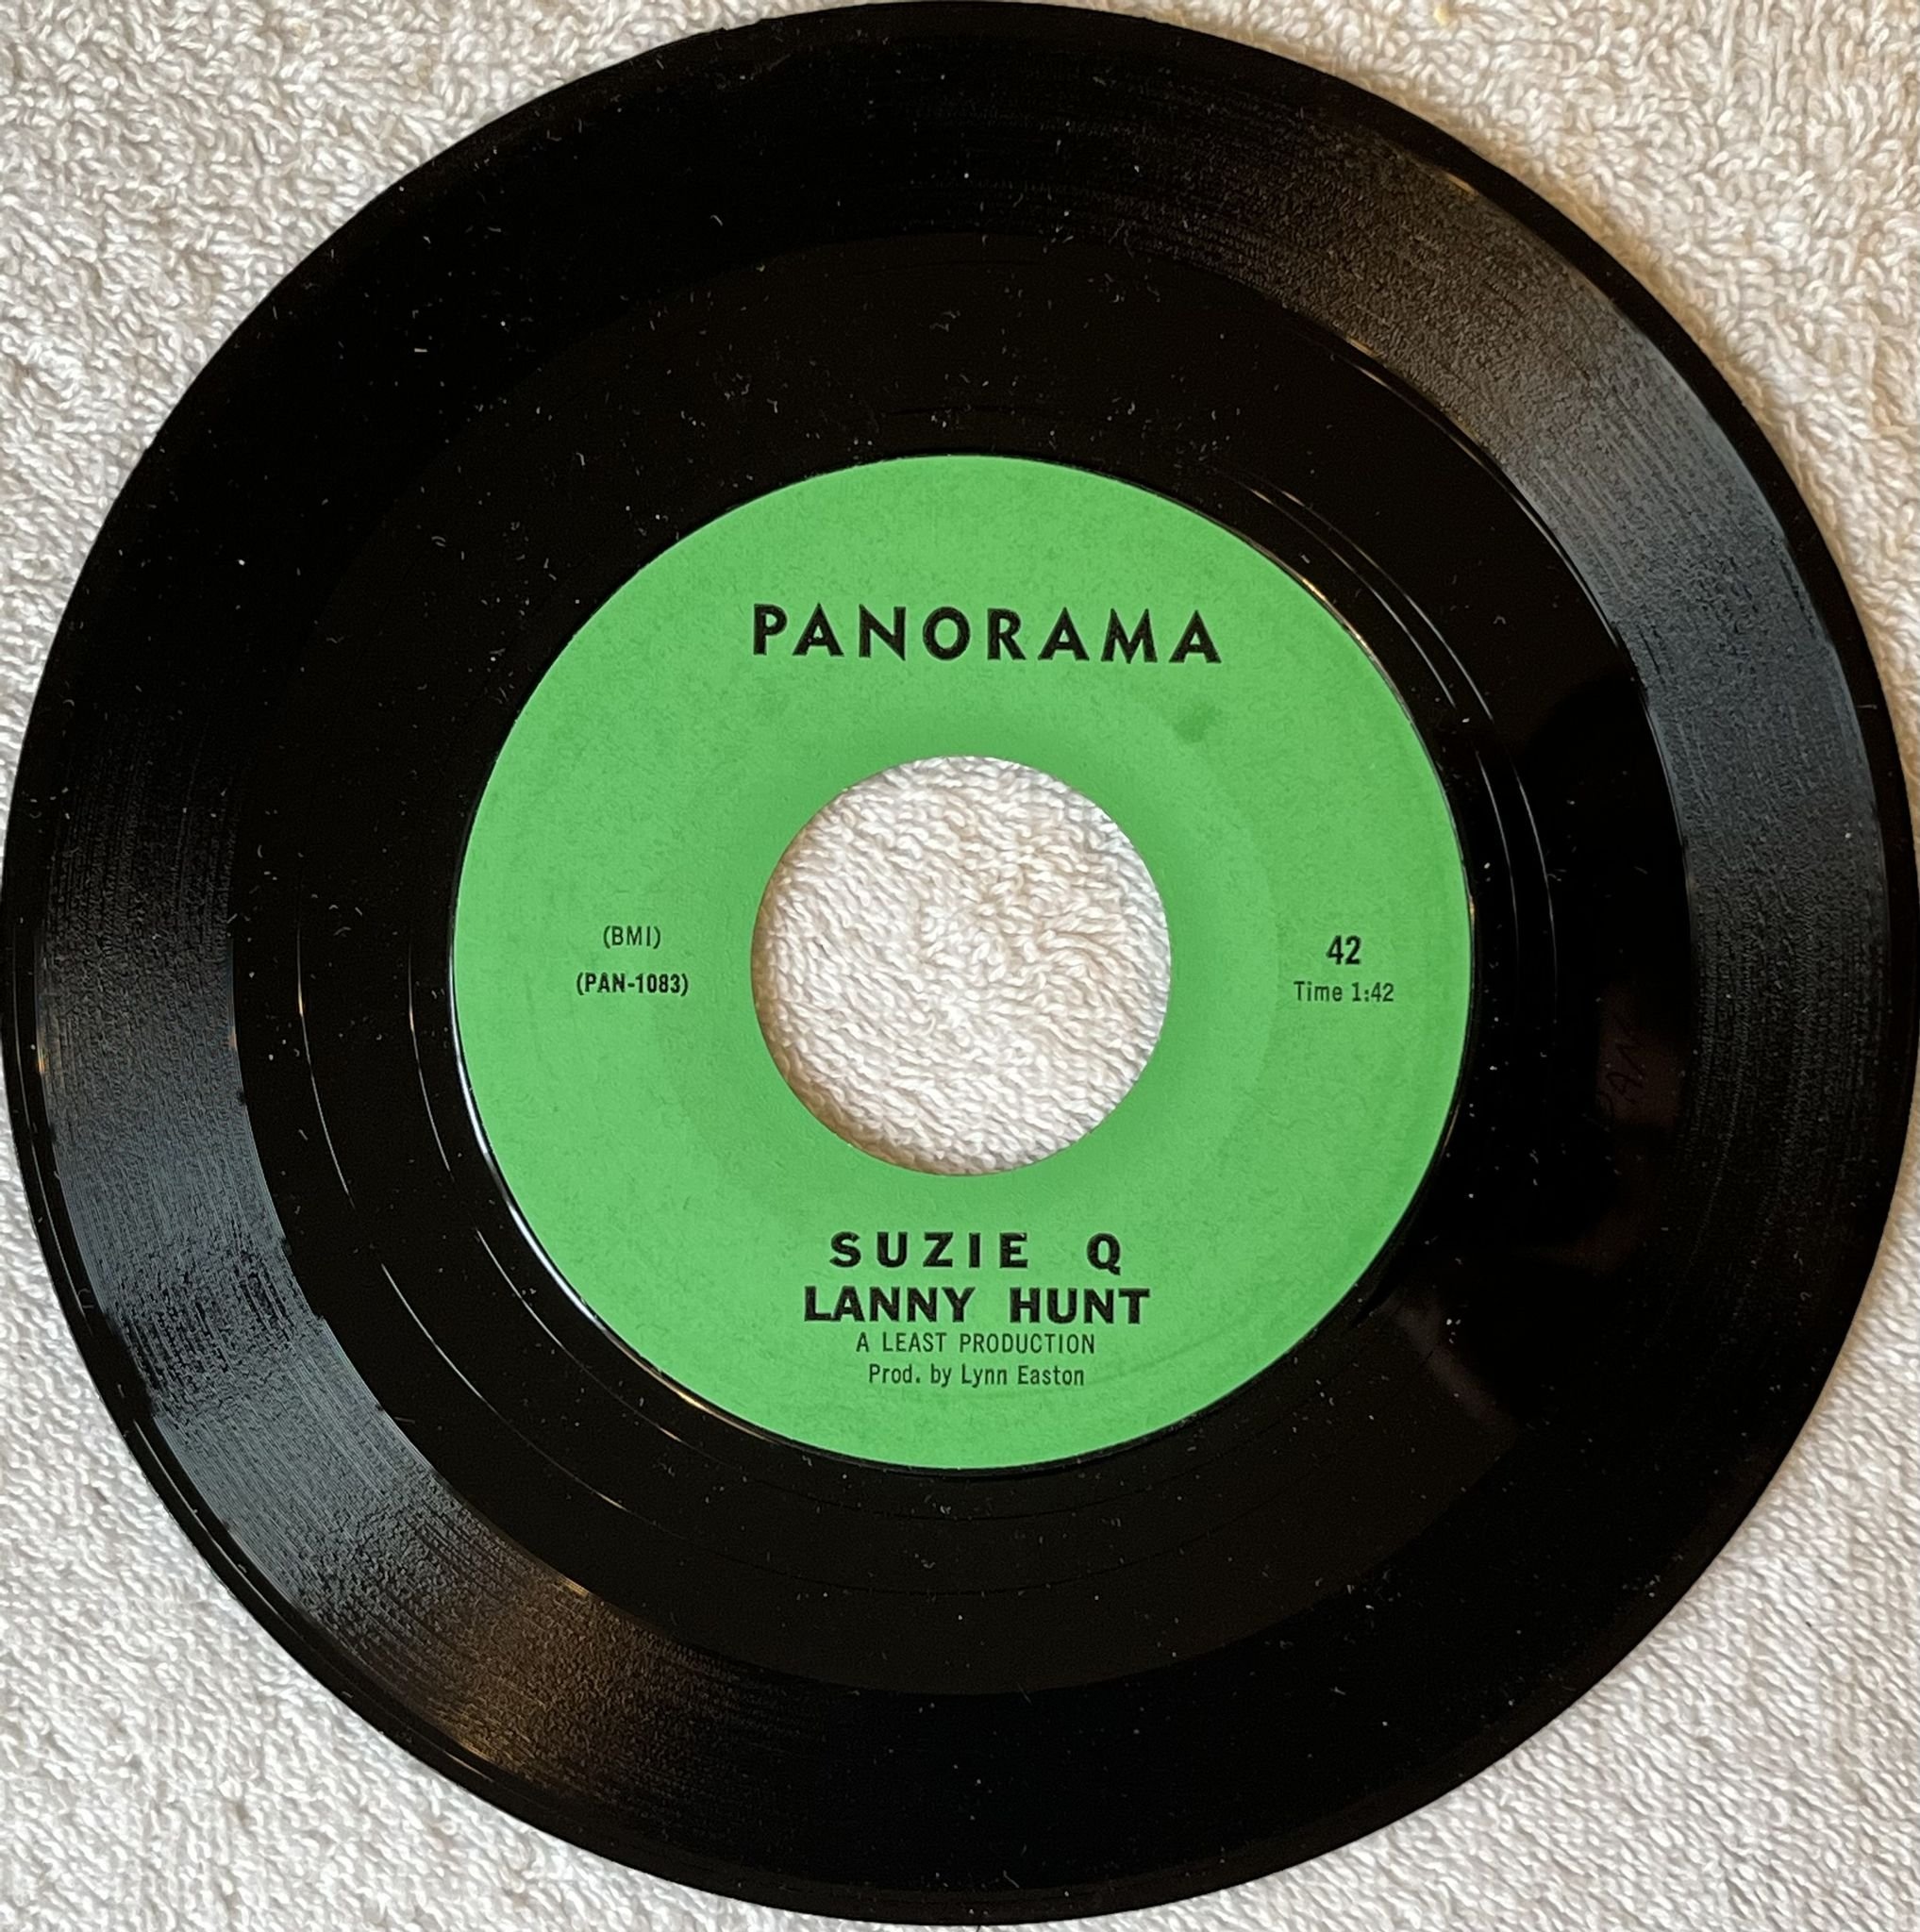 PANORAMA
(BMI)
(PAN-1083)
42
Time 1:42
SUZIE Q
LANNY HUNT
A LEAST PRODUCTION
Prod. by Lynn Easton